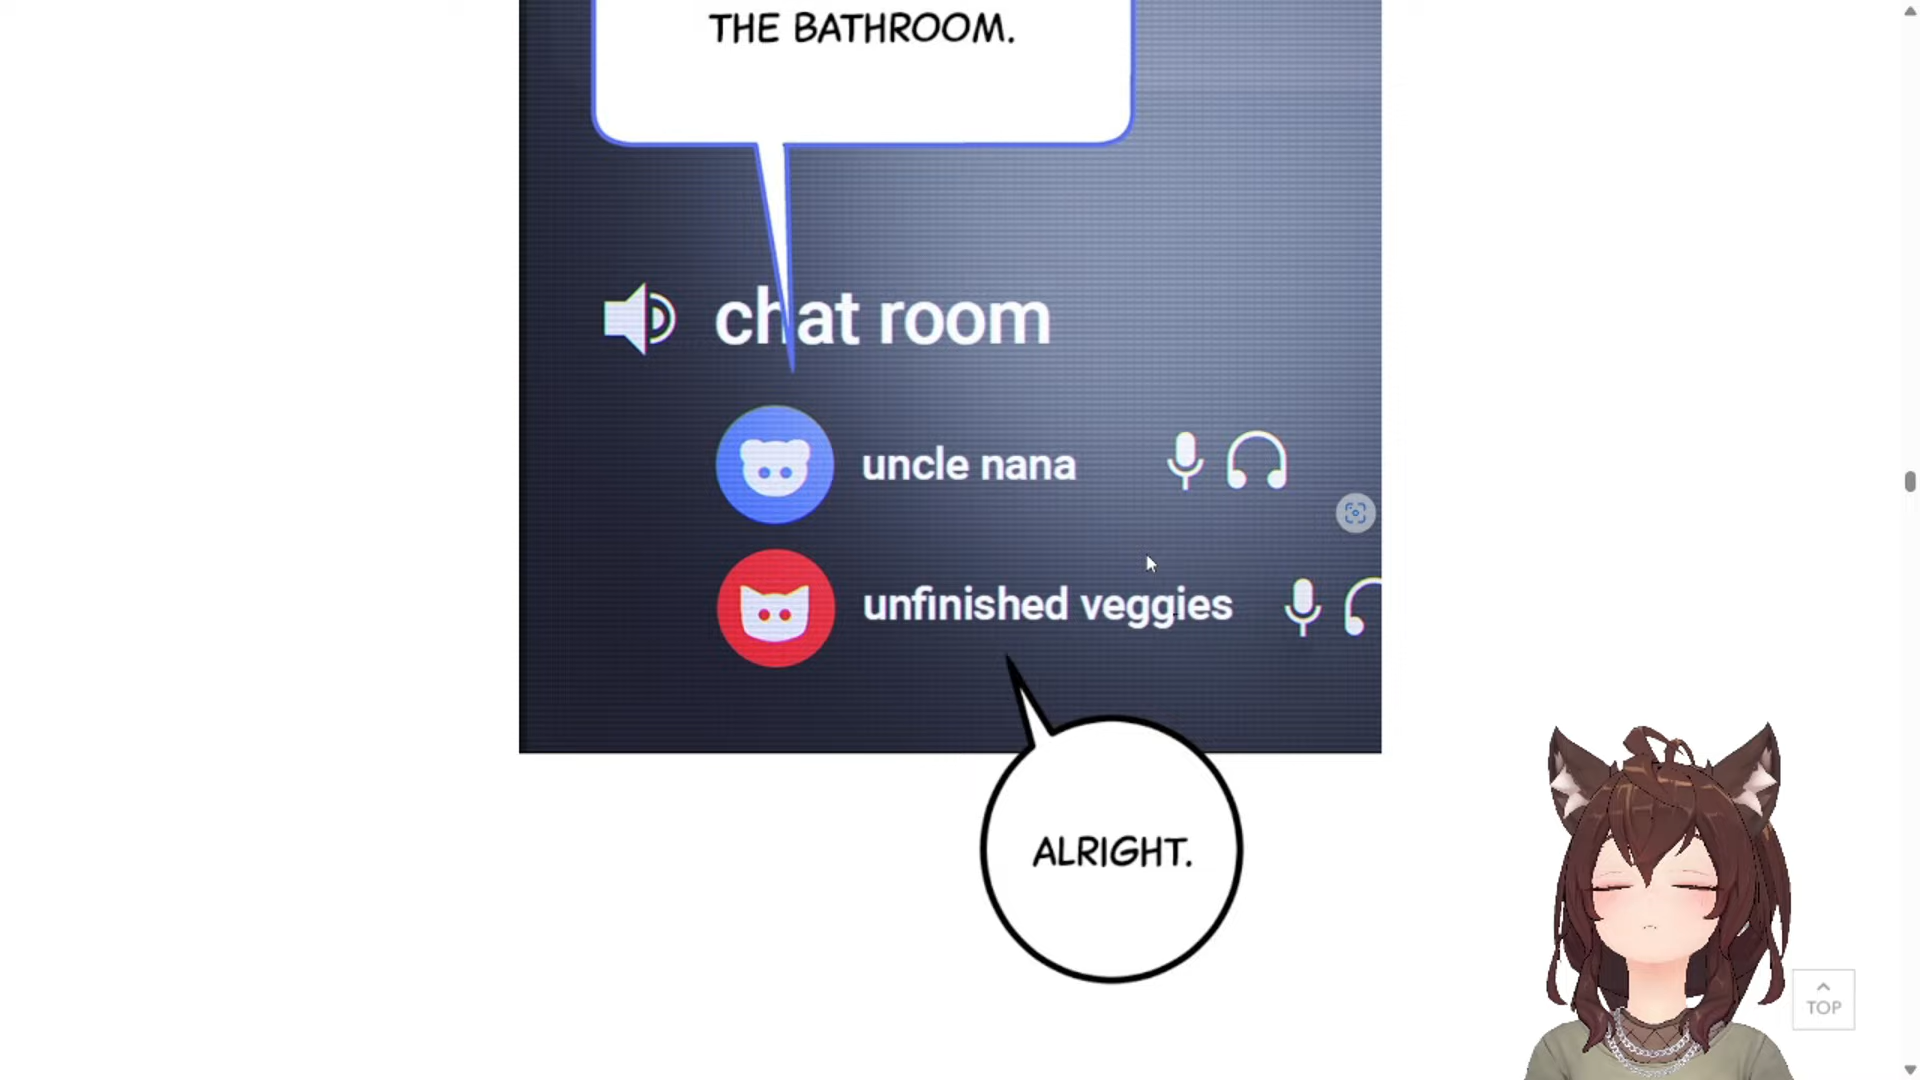 THE BATHROOM.
chat room
uncle nana
unfinished veggies
ALRIGHT.
TOP